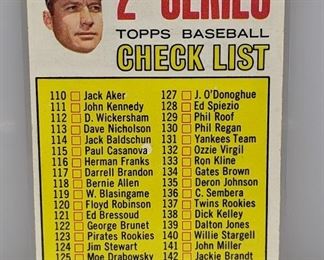 2nd SERIES
TOPPS BASEBALL
CHECK LIST
110 Jack Aker
111 John Kennedy
112 D. Wickersham
113 Dave Nicholson
114 Jack Baldschun
115 Paul Casanova
116 Herman Franks
117 Darrell Brandon
118 Bernie Allen
119 W. Blasingame
120 Floyd Robinson
121 Ed Bressoud
122 George Brunet
123 Pirates Rookies
124 Jim Stewart
125 Moe Drabowsky
127 J. O'Donoghue
128 Ed Spiezio
129 Phil Roof
130 Phil Regan
131 Yankees Team
132 Ozzie Virgil
133 Ron Kline
134 Gates Brown
135 Deron Johnson
136 C. Sembera
137 Twins Rookies
138 Dick Kelley
139 Dalton Jones
140 Willie Stargell
141 John Miller
142 Jackie Brandt